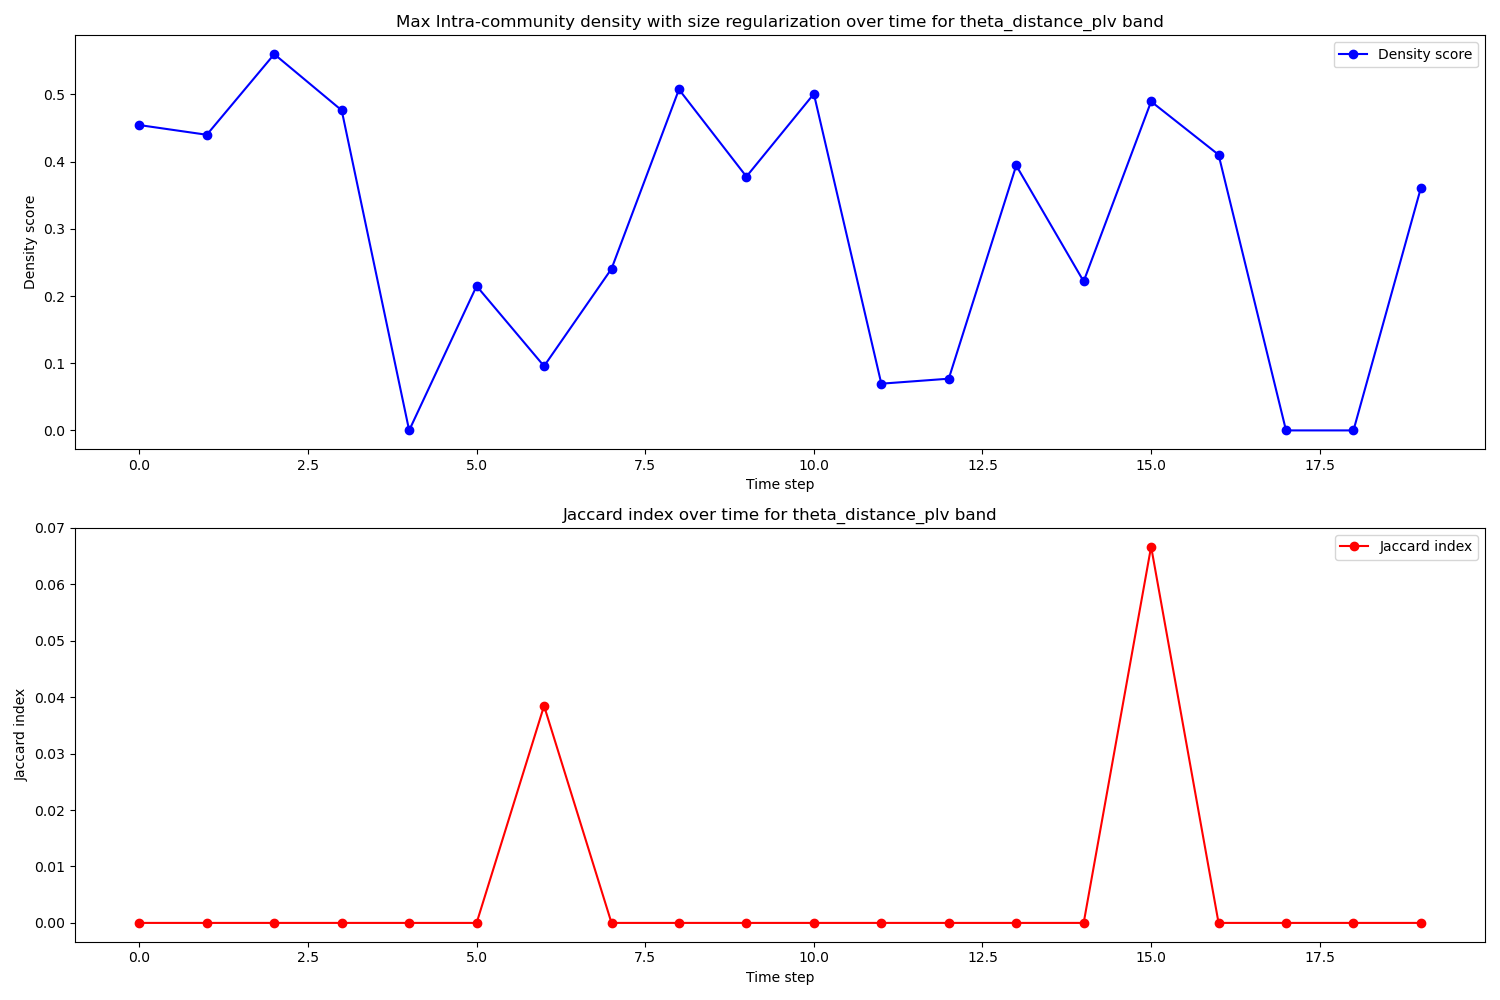 Max Intra-community density with size regularization over time for theta_distance_plv band
Density score
Density score
0.5
0.4
0.3
0.2
0.1
0.0
0.0 2.5 5.0 7.5 10.0 12.5 15.0 17.5
Time step
Jaccard index over time for theta_distance_plv band
Jaccard index
Jaccard index
0.07
0.06
0.05
0.04
0.03
0.02
0.01
0.00
0.0 2.5 5.0 7.5 10.0 12.5 15.0 17.5
Time step